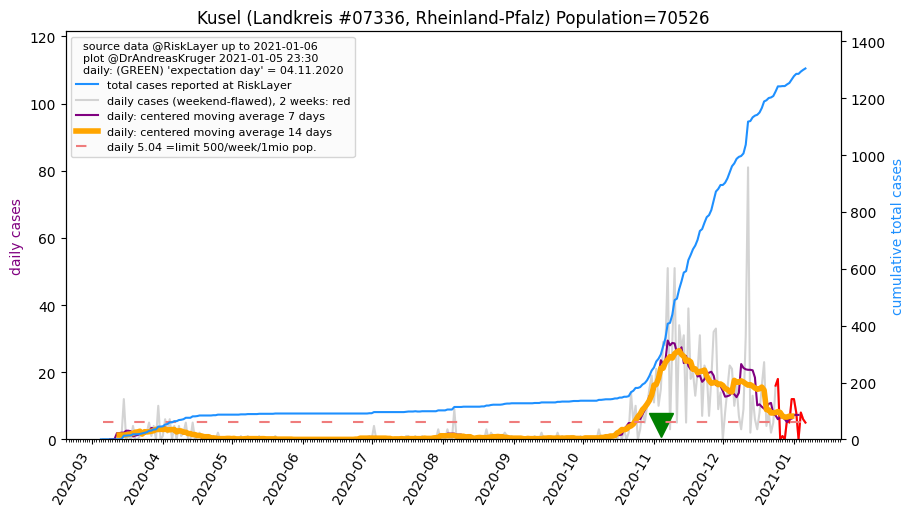 Kusel (Landkreis #07336, Rheinland-Pfalz) Population=70526
source data @RiskLayer up to 2021-01-06
plot @DrAndreasKruger 2021-01-05 23:30
daily: (GREEN) 'expectation day' = 04.11.2020
total cases reported at RiskLayer
daily cases (weekend-flawed), 2 weeks: red
daily: centered moving average 7 days
daily: centered moving average 14 days
daily 5.04 =limit 500/week/1mio pop.
daily cases
120
100
80
60
40
20
0
1400
1200
1000
800
600
400
200
0
cumulative total cases
2020-03
2020-04
2020-05
2020-06
2020-07
2020-08
2020-09
2020-10
2020-11
2020-12
2021-01